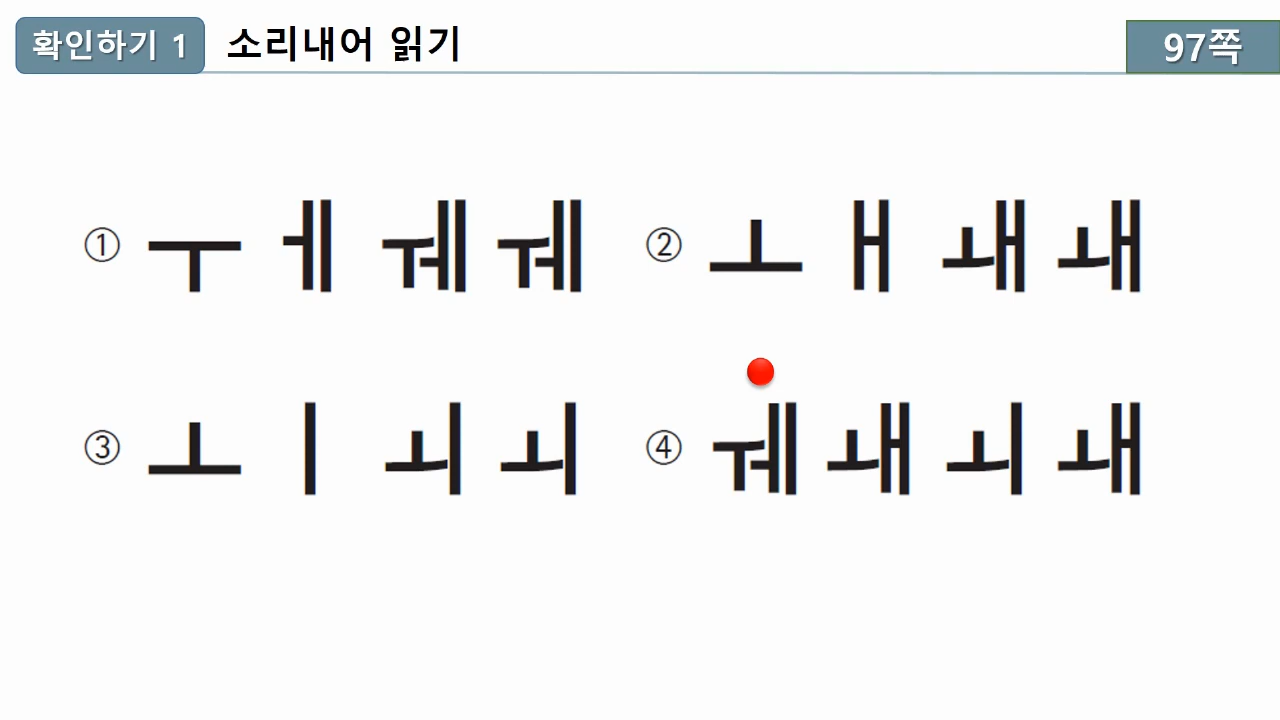 확인하기 1 소리내어 읽기 97쪽
① ㅜ ㅔ ㅞ ㅞ ② ㅗ ㅐ ㅙ ㅙ
③ ㅗ ㅣ ㅚ ㅚ ④ ㅞ ㅙ ㅚ ㅙ